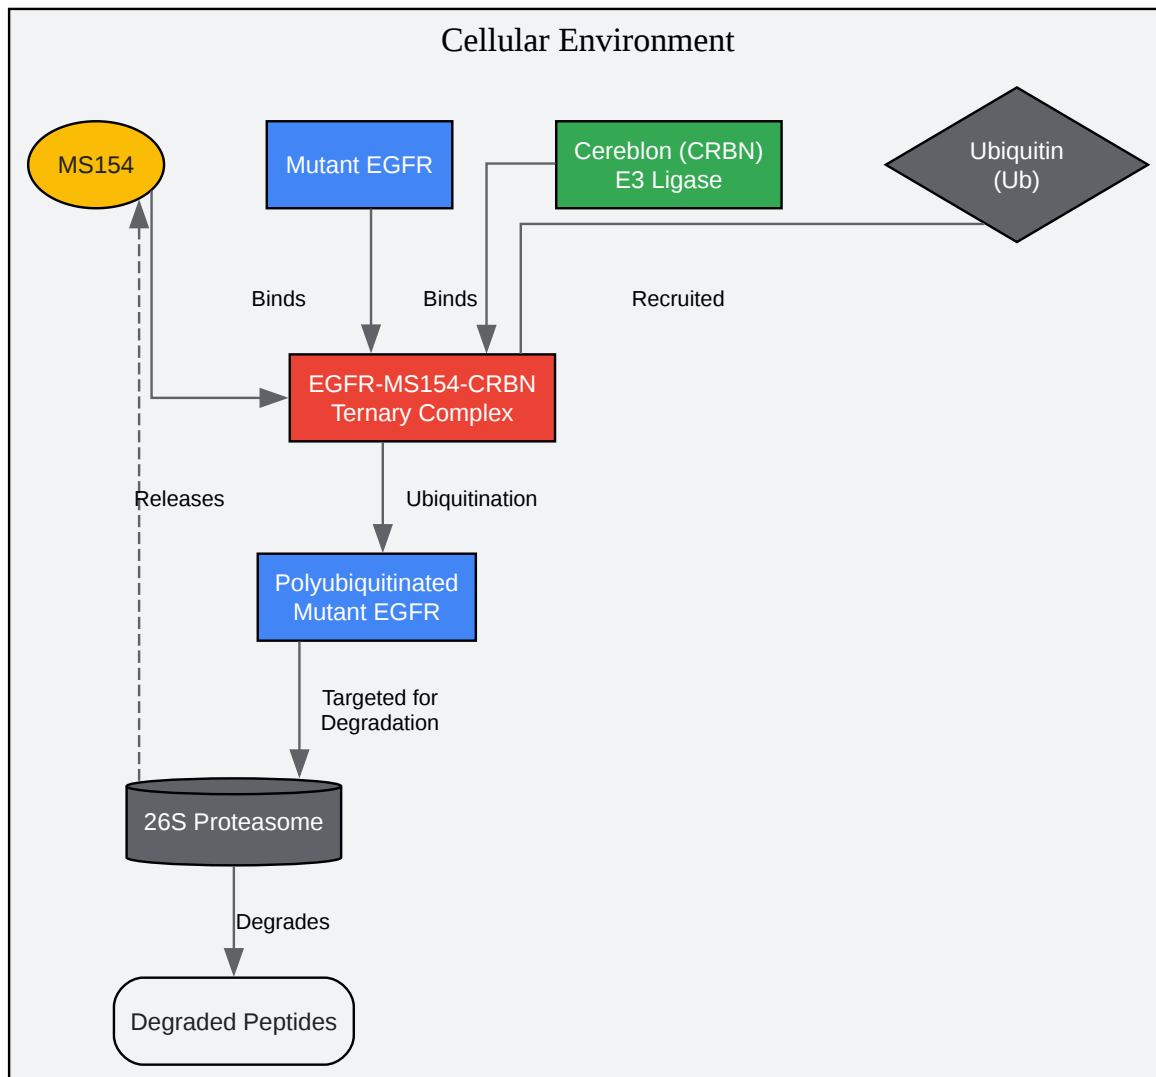 Cellular Environment
MS154
Mutant EGFR
Cereblon (CRBN)
E3 Ligase
Ubiquitin
(Ub)
Binds
Binds
Recruited
EGFR-MS154-CRBN
Ternary Complex
Releases
Ubiquitination
Polyubiquitinated
Mutant EGFR
Targeted for
Degradation
26S Proteasome
Degrades
Degraded Peptides